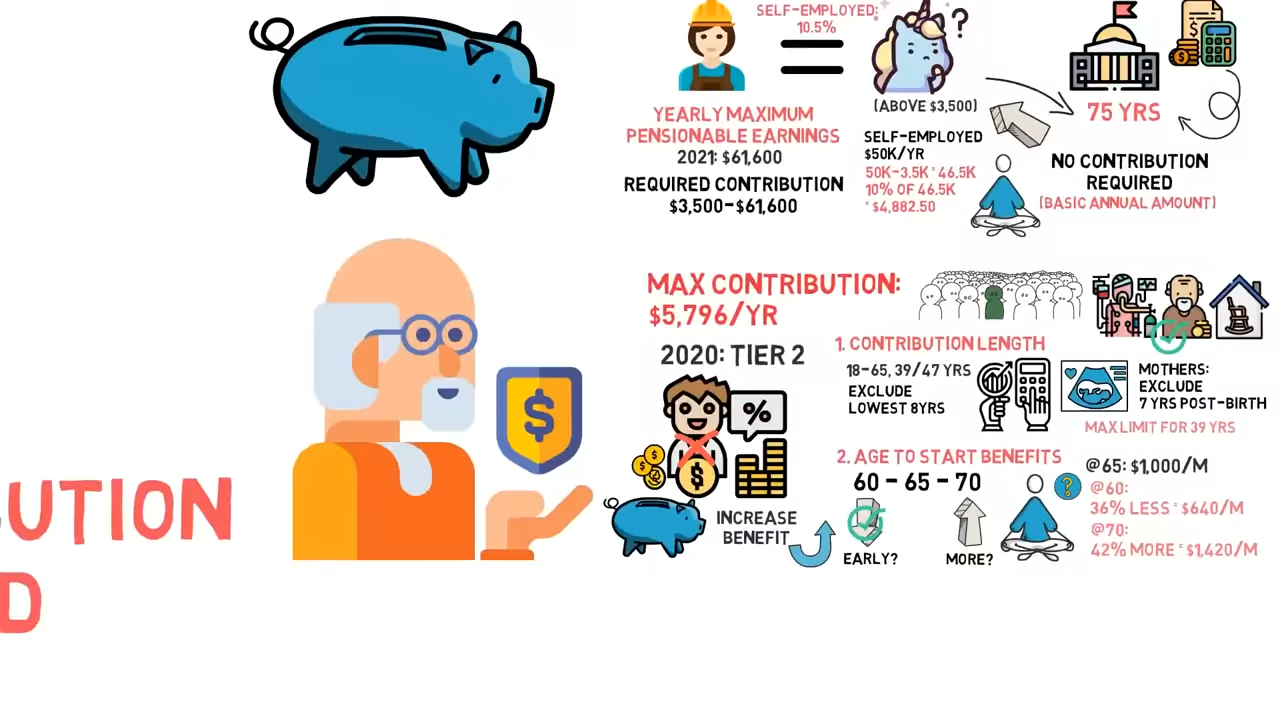 SELF-EMPLOYED:
10.5%
?
(ABOVE $3,500)
YEARLY MAXIMUM
PENSIONABLE EARNINGS
2021: $61,600
REQUIRED CONTRIBUTION
$3,500-$61,600
SELF-EMPLOYED
$50K/YR
50K-3.5K = 46.5K
10% OF 46.5K
= $4,882.50
$
$
75 YRS
NO CONTRIBUTION
REQUIRED
(BASIC ANNUAL AMOUNT)
MAX CONTRIBUTION:
$5,796/YR
2020: TIER 2
%
$
INCREASE
BENEFIT
1. CONTRIBUTION LENGTH
18-65, 39/47 YRS
EXCLUDE
LOWEST 8YRS
MOTHERS:
EXCLUDE
7 YRS POST-BIRTH
MAX LIMIT FOR 39 YRS
2. AGE TO START BENEFITS
60 - 65 - 70
EARLY?
MORE?
?
@65: $1,000/M
@60:
36% LESS = $640/M
@70:
42% MORE = $1,420/M
$
BUTION
D